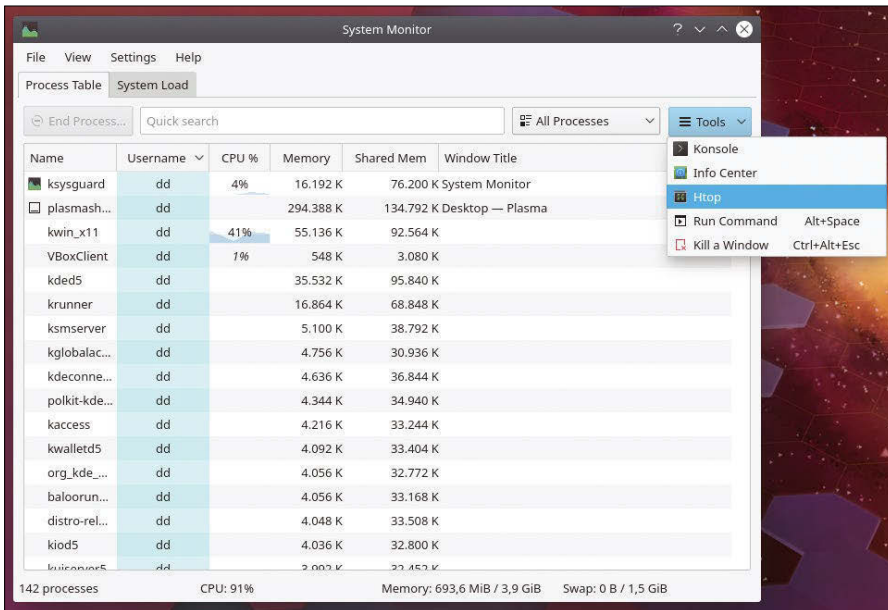 System Monitor
File View Settings Help
Process Table System Load
End Process... Quick search All Processes Tools
Konsole
Info Center
Htop
Run Command Alt+Space
Kill a Window Ctrl+Alt+Esc
Name Username CPU % Memory Shared Mem Window Title
ksysguard dd 4% 16.192 K 76.200 K System Monitor
plasmash... dd 294.388 K 134.792 K Desktop — Plasma
kwin_x11 dd 41% 55.136 K 92.564 K
VBoxClient dd 1% 548 K 3.080 K
kded5 dd 35.532 K 95.840 K
krunner dd 16.864 K 68.848 K
ksmserver dd 5.100 K 38.792 K
kglobalac... dd 4.756 K 30.936 K
kdeconne... dd 4.636 K 36.844 K
polkit-kde... dd 4.344 K 34.940 K
kaccess dd 4.216 K 33.244 K
kwalletd5 dd 4.092 K 33.404 K
org_kde_... dd 4.056 K 32.772 K
baloorun... dd 4.056 K 33.168 K
distro-rel... dd 4.048 K 33.508 K
kiod5 dd 4.036 K 32.800 K
kuiserver5 dd 3.992 K 32.452 K
142 processes CPU: 91% Memory: 693,6 MiB / 3,9 GiB Swap: 0 B / 1,5 GiB